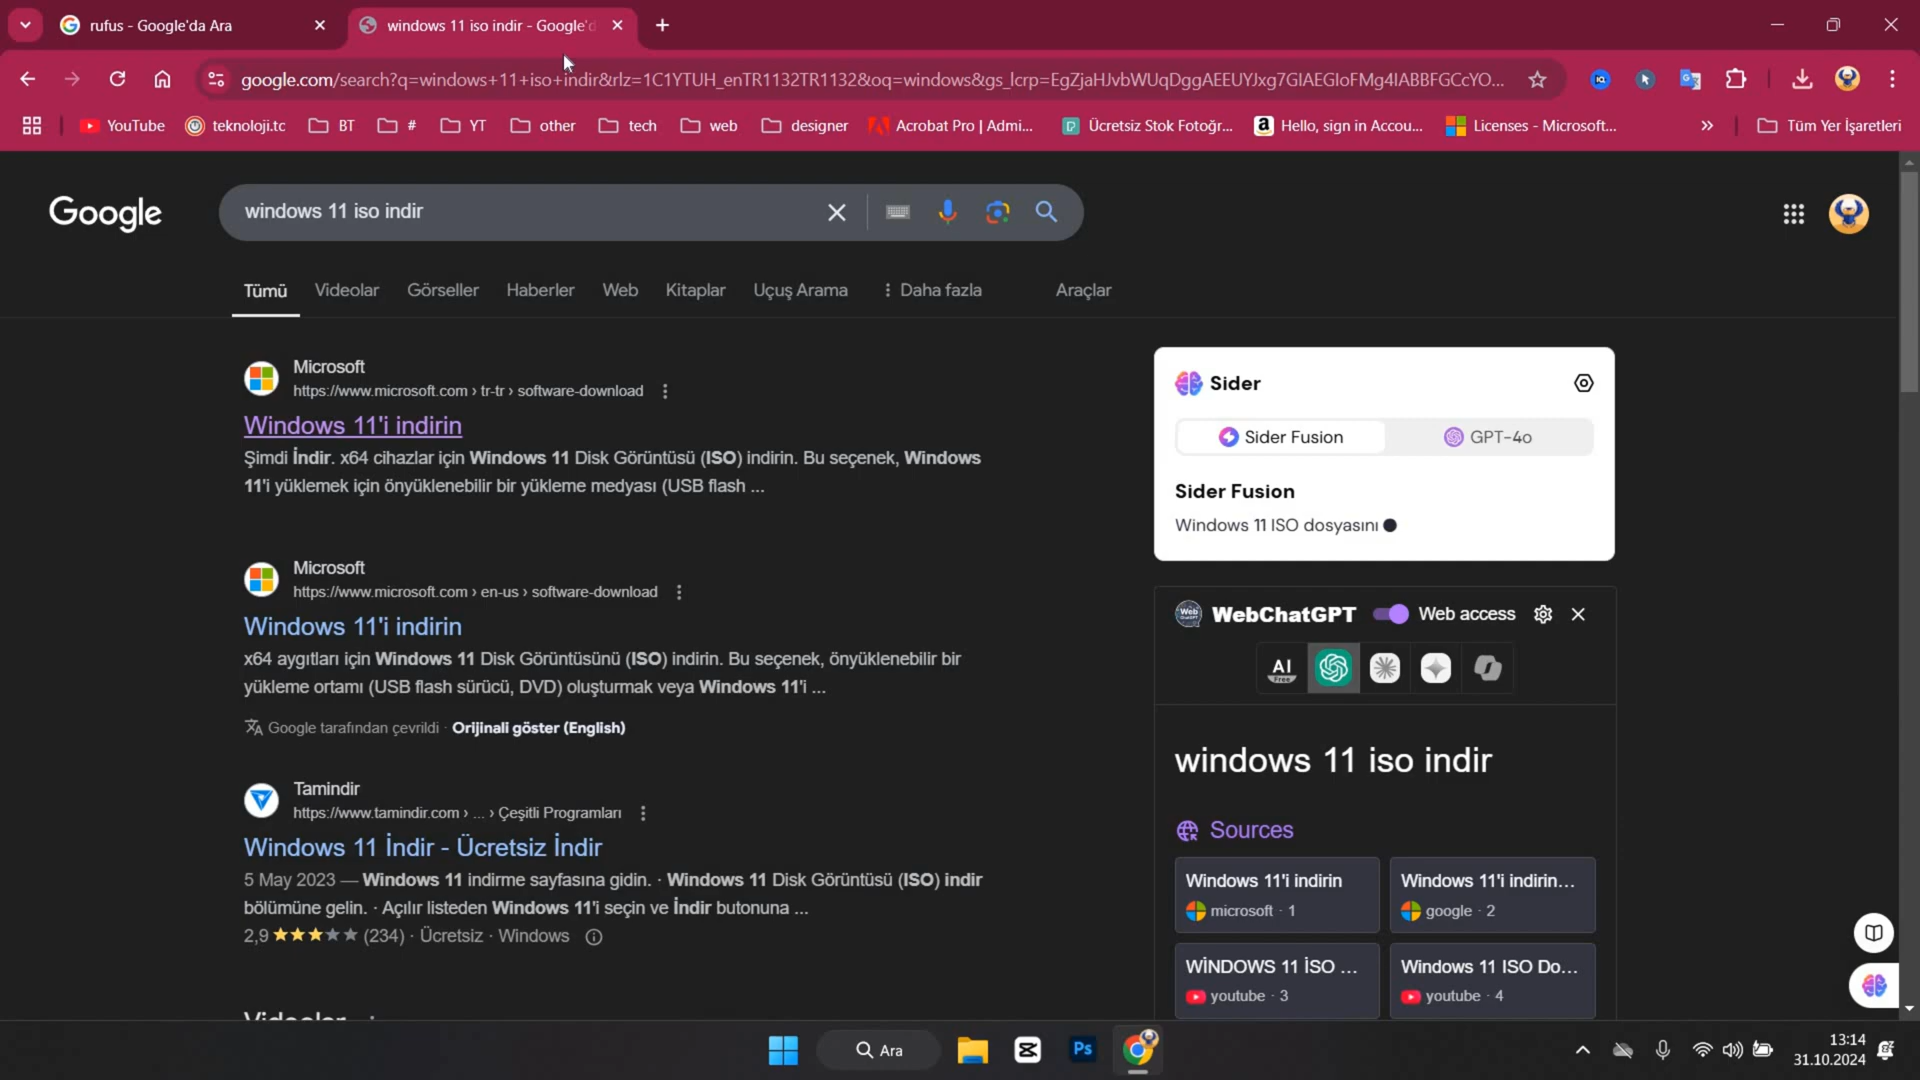 rufus - Google'da Ara
windows 11 iso indir - Google'd
google.com/search?q=windows+11+iso+indir&rlz=1C1YTUH_enTR1132TR1132&oq=windows&gs_lcrp=EgZjaHJvbWUqDggAEEUYJxg7GIAEGIoFMg4IABBFGCcYO...
YouTube
teknoloji.tc
BT
#
YT
other
tech
web
designer
Acrobat Pro | Admi...
Ücretsiz Stok Fotoğr...
Hello, sign in Accou...
Licenses - Microsoft...
»
Tüm Yer İşaretleri
Google
windows 11 iso indir
Tümü
Videolar
Görseller
Haberler
Web
Kitaplar
Uçuş Arama
Daha fazla
Araçlar
Microsoft
https://www.microsoft.com › tr-tr › software-download
Windows 11'i indirin
Şimdi İndir. x64 cihazlar için Windows 11 Disk Görüntüsü (ISO) indirin. Bu seçenek, Windows
11'i yüklemek için önyüklenebilir bir yükleme medyası (USB flash ...
Microsoft
https://www.microsoft.com › en-us › software-download
Windows 11'i indirin
x64 aygıtları için Windows 11 Disk Görüntüsünü (ISO) indirin. Bu seçenek, önyüklenebilir bir
yükleme ortamı (USB flash sürücü, DVD) oluşturmak veya Windows 11'i ...
Google tarafından çevrildi · Orijinali göster (English)
Tamindir
https://www.tamindir.com › ... › Çeşitli Programları
Windows 11 İndir - Ücretsiz İndir
5 May 2023 — Windows 11 indirme sayfasına gidin. · Windows 11 Disk Görüntüsü (ISO) indir
bölümüne gelin. · Açılır listeden Windows 11'i seçin ve İndir butonuna ...
2,9 ★★★★★ (234) · Ücretsiz · Windows
Videolar
Sider
Sider Fusion
GPT-4o
Sider Fusion
Windows 11 ISO dosyasını
Web ChatGPT
WebChatGPT
Web access
AI
Free
windows 11 iso indir
Sources
Windows 11'i indirin
microsoft · 1
Windows 11'i indirin...
google · 2
WİNDOWS 11 İSO ...
youtube · 3
Windows 11 ISO Do...
youtube · 4
Ara
Ps
13:14
31.10.2024